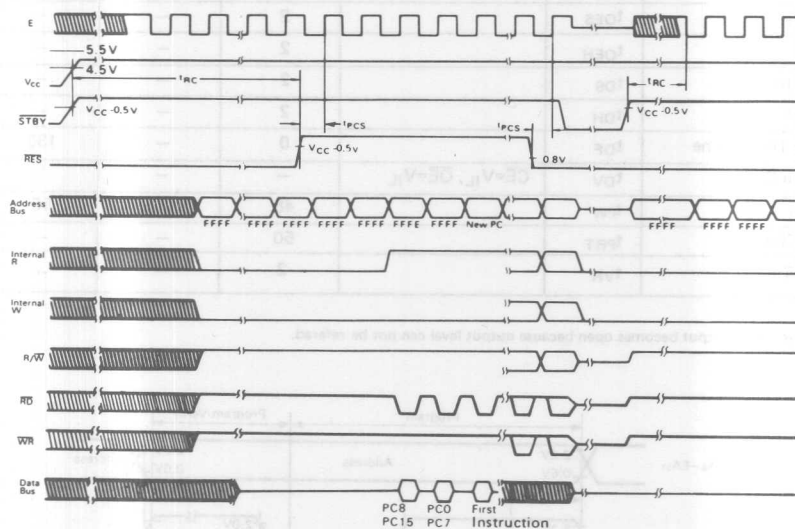 E
5.5 V
4.5 V
Vcc
tRC
tRC
STBY
Vcc -0.5v
Vcc -0.5v
tPCS
tPCS
RES
Vcc -0.5v
0.8V
Address Bus
FFFF FFFF FFFF FFFF FFFF FFFE FFFF New PC
FFFF FFFF FFFF
Internal R
Internal W
R/W
RD
WR
Data Bus
PC8 PC0 First
PC15 PC7 Instruction